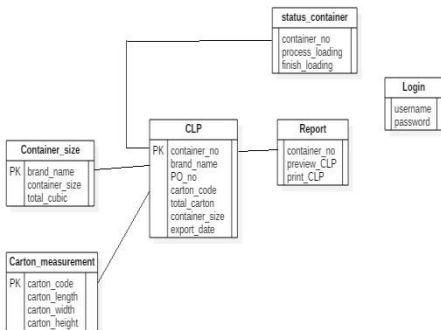 status_container
container_no
process_loading
finish_loading
Login
username
password
CLP
PK container_no
brand_name
PO_no
carton_code
total_carton
container_size
export_date
Report
container_no
preview_CLP
print_CLP
Container_size
PK brand_name
container_size
total_cubic
Carton_measurement
PK carton_code
carton_length
carton_width
carton_height